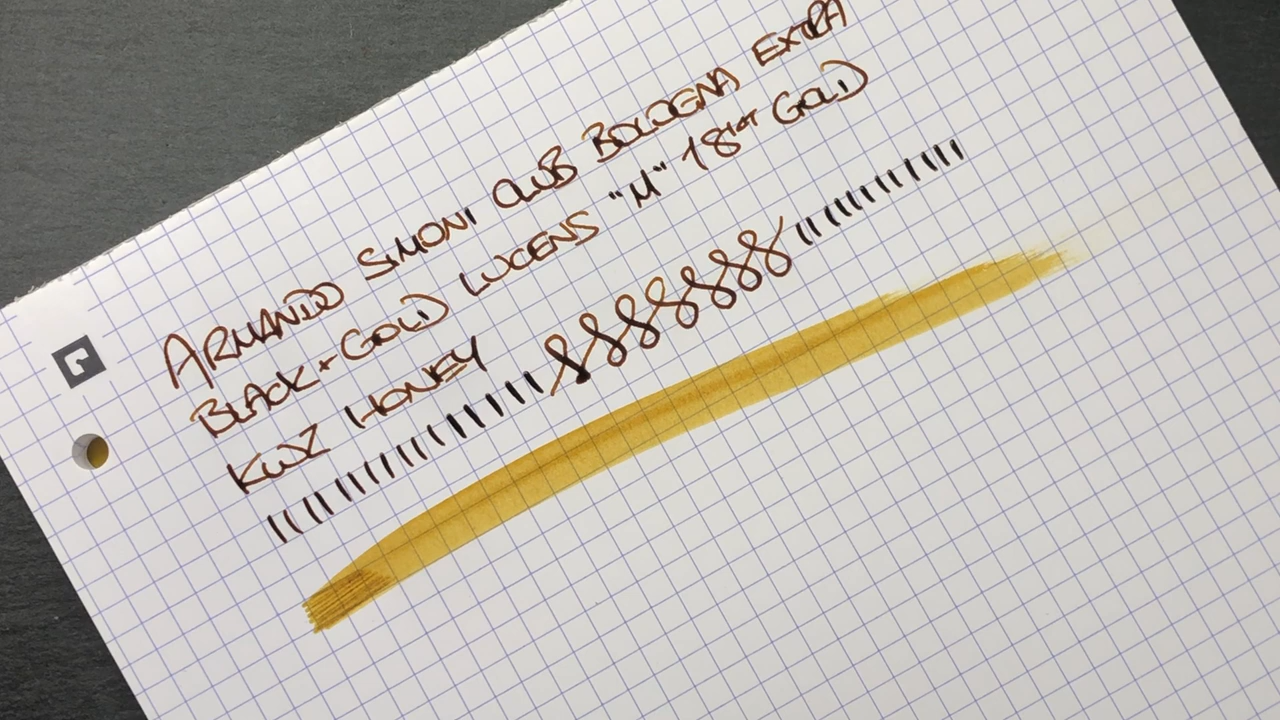 ARMANDO SIMONI CLUB BOLOGNA EXTRA
BLACK + GOLD LUCENS "M" 18KT GOLD
KWZ HONEY